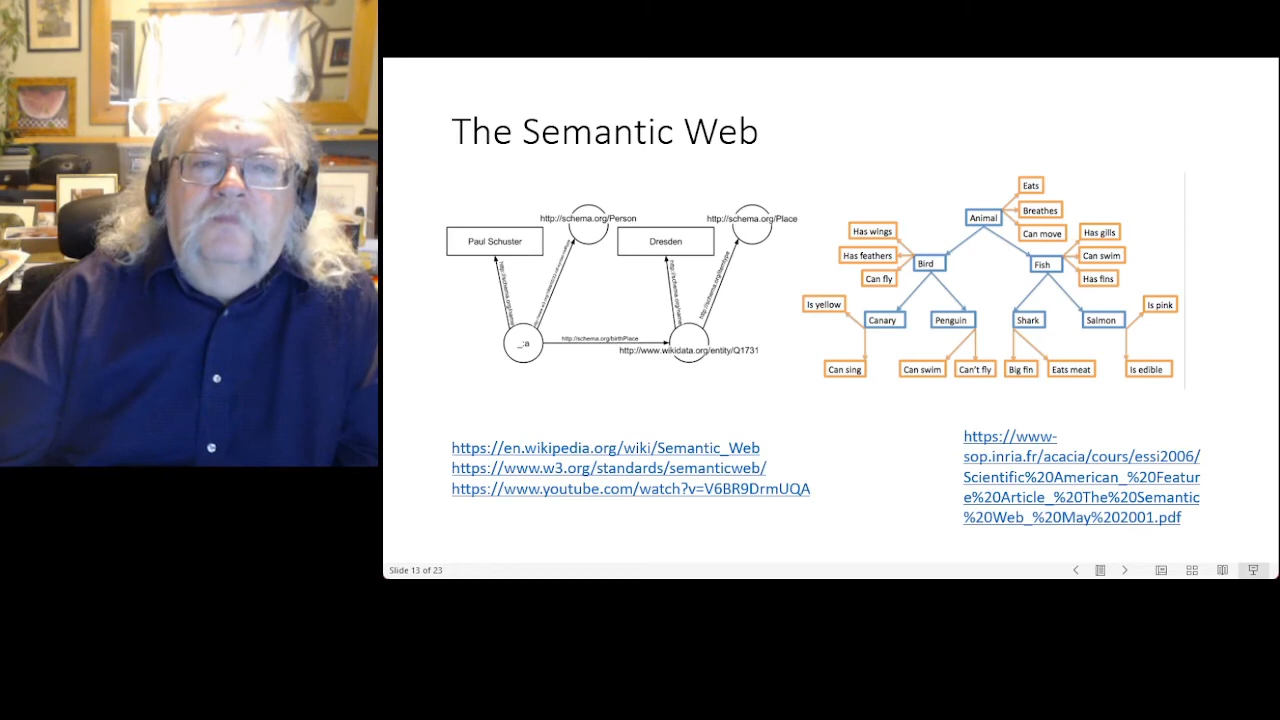 The Semantic Web
http://schema.org/Person
http://schema.org/Place
Paul Schuster
Dresden
http://schema.org/name
http://schema.org/birthPlace
_:a
http://www.wikidata.org/entity/Q1731
Eats
Animal
Breathes
Can move
Has wings
Has feathers
Can fly
Bird
Fish
Has gills
Can swim
Has fins
Is yellow
Canary
Penguin
Shark
Salmon
Is pink
Can sing
Can swim
Can't fly
Big fin
Eats meat
Is edible
https://en.wikipedia.org/wiki/Semantic_Web
https://www.w3.org/standards/semanticweb/
https://www.youtube.com/watch?v=V6BR9DrmUQA
https://www-
sop.inria.fr/acacia/cours/essi2006/
Scientific%20American_%20Featur
e%20Article_%20The%20Semantic
%20Web_%20May%202001.pdf
Slide 13 of 23